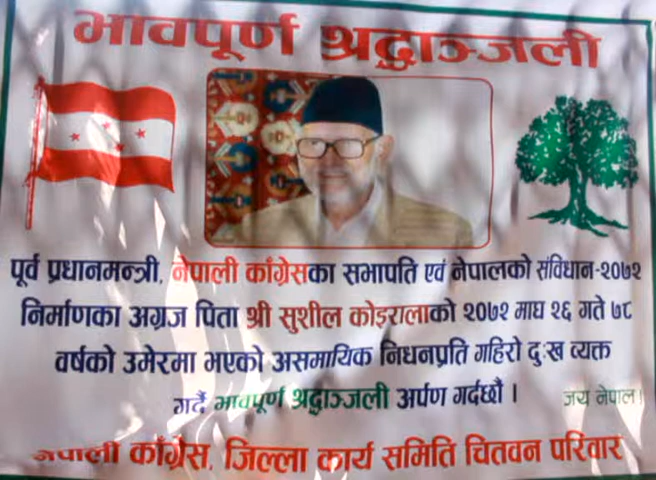 भावपूर्ण श्रद्धाञ्जली
पूर्व प्रधानमन्त्री, नेपाली काँग्रेसका सभापति एवं नेपालको संविधान-२०७२
निर्माणका अग्रज पिता श्री सुशील कोइरालाको २०७२ माघ २६ गते ७८
वर्षको उमेरमा भएको असमायिक निधनप्रति गहिरो दुःख व्यक्त
गर्दै भावपूर्ण श्रद्धाञ्जली अर्पण गर्दछौं ।
जय नेपाल।
नेपाली काँग्रेस, जिल्ला कार्य समिति चितवन परिवार